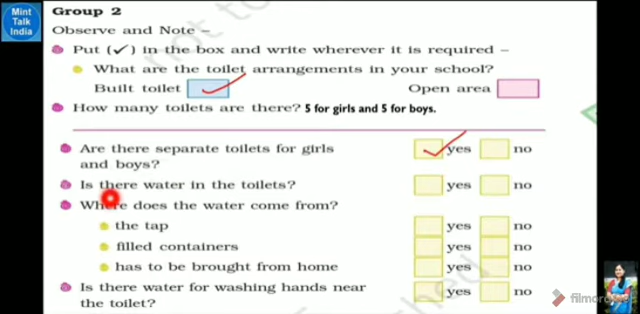 Mint
Talk
India
Group 2
Observe and Note –
Put (✓) in the box and write wherever it is required –
What are the toilet arrangements in your school?
Built toilet ✓ Open area
How many toilets are there? 5 for girls and 5 for boys.
Are there separate toilets for girls ✓ yes no
and boys?
Is there water in the toilets? yes no
Where does the water come from?
the tap yes no
filled containers yes no
has to be brought from home yes no
Is there water for washing hands near yes no
the toilet?